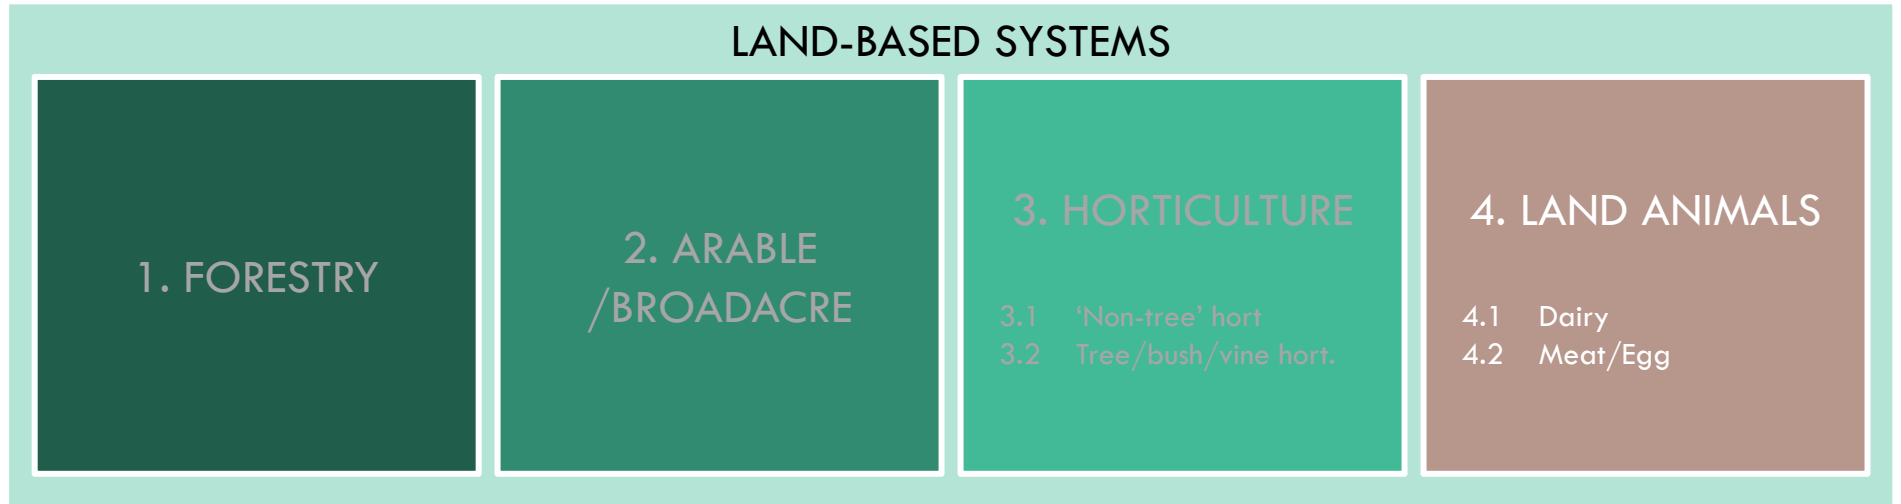 LAND-BASED SYSTEMS
1. FORESTRY
2. ARABLE
/BROADACRE
3. HORTICULTURE
3.1 ‘Non-tree’ hort
3.2 Tree/bush/vine hort.
4. LAND ANIMALS
4.1 Dairy
4.2 Meat/Egg